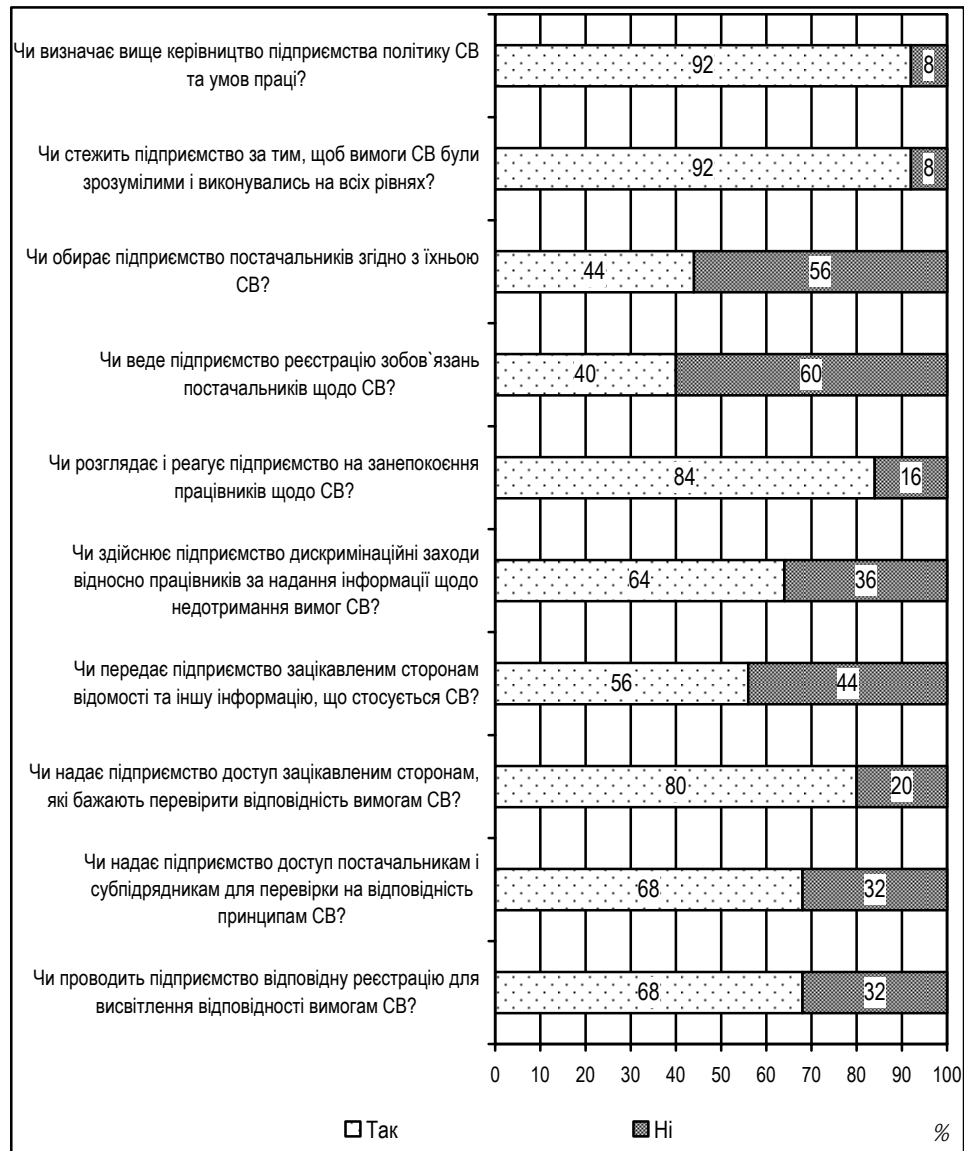 Чи визначає вище керівництво підприємства політику СВ
та умов праці?
92
8
Чи стежить підприємство за тим, щоб вимоги СВ були
зрозумілими і виконувались на всіх рівнях?
92
8
Чи обирає підприємство постачальників згідно з їхньою
СВ?
44
56
Чи веде підприємство реєстрацію зобов`язань
постачальників щодо СВ?
40
60
Чи розглядає і реагує підприємство на занепокоєння
працівників щодо СВ?
84
16
Чи здійснює підприємство дискримінаційні заходи
відносно працівників за надання інформації щодо
недотримання вимог СВ?
64
36
Чи передає підприємство зацікавленим сторонам
відомості та іншу інформацію, що стосується СВ?
56
44
Чи надає підприємство доступ зацікавленим сторонам,
які бажають перевірити відповідність вимогам СВ?
80
20
Чи надає підприємство доступ постачальникам і
субпідрядникам для перевірки на відповідність
принципам СВ?
68
32
Чи проводить підприємство відповідну реєстрацію для
висвітлення відповідності вимогам СВ?
68
32
0 10 20 30 40 50 60 70 80 90 100
Так Ні %